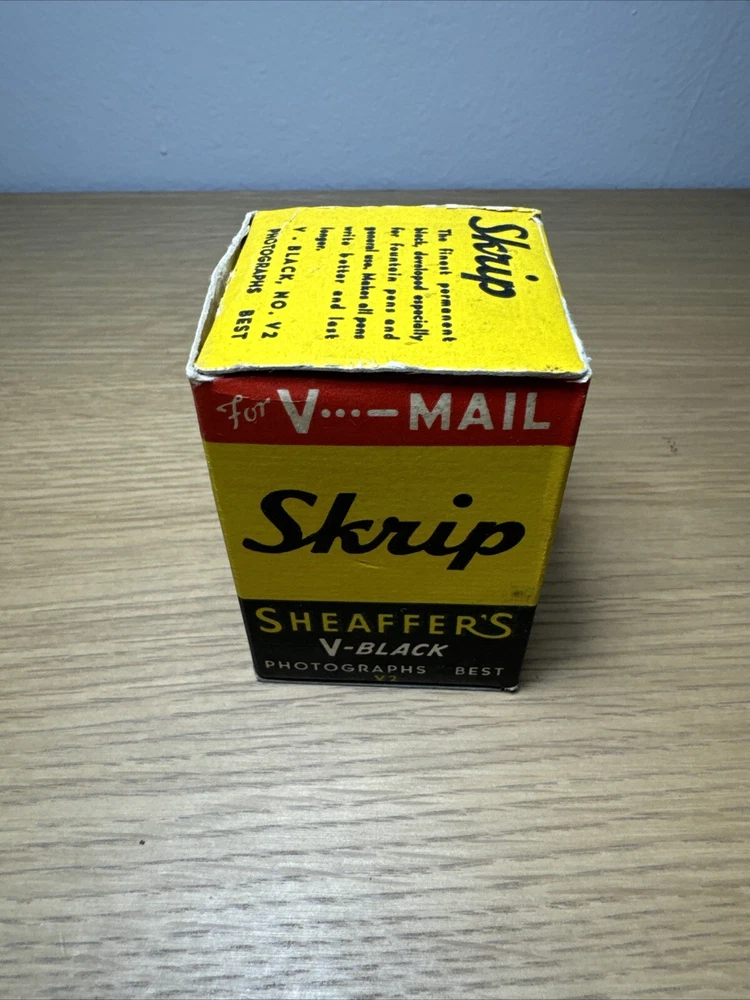 Skrip
The finest permanent
black, developed especially
for fountain pens and
general use. Makes all pens
write better and last
longer.
V - BLACK, NO. V2
PHOTOGRAPHS BEST
For V···— MAIL
Skrip
SHEAFFER'S
V-BLACK
PHOTOGRAPHS BEST
V2